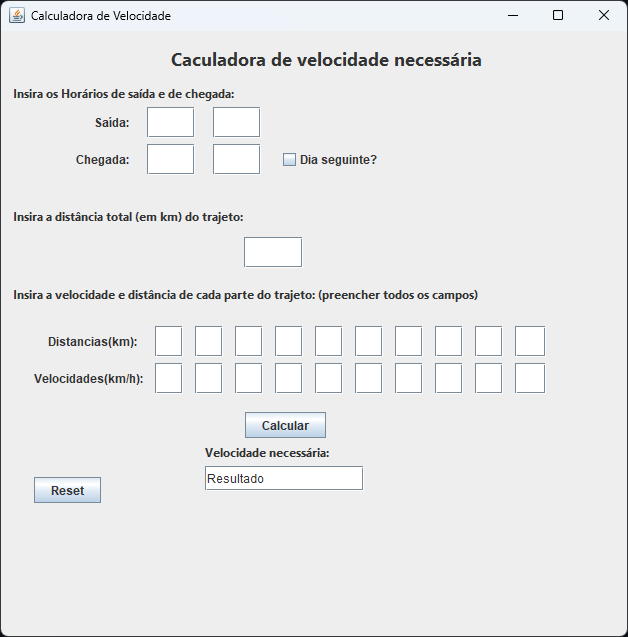 Calculadora de Velocidade
Caculadora de velocidade necessária
Insira os Horários de saída e de chegada:
Saída:
Chegada:
Dia seguinte?
Insira a distância total (em km) do trajeto:
Insira a velocidade e distância de cada parte do trajeto: (preencher todos os campos)
Distancias(km):
Velocidades(km/h):
Calcular
Velocidade necessária:
Resultado
Reset